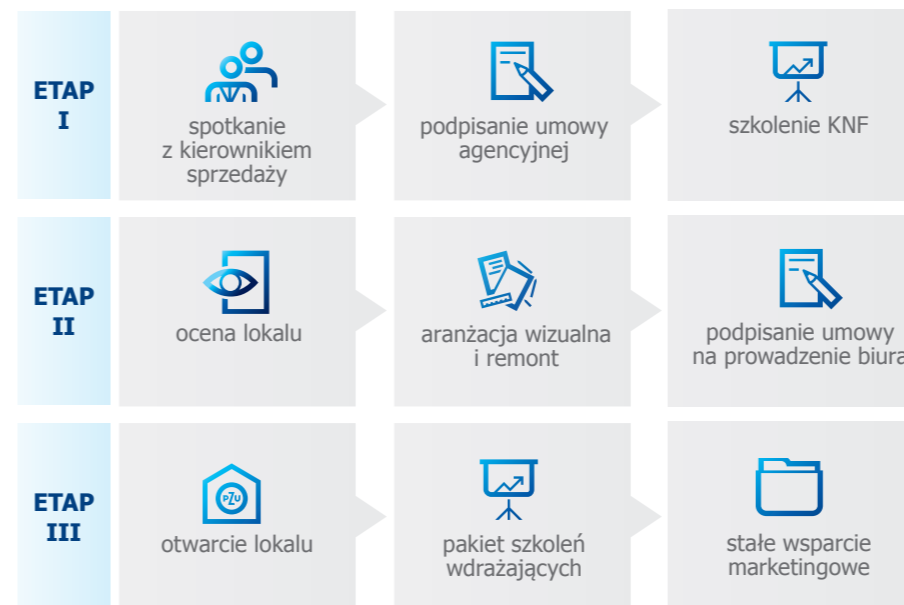 ETAP
I
spotkanie
z kierownikiem
sprzedaży
podpisanie umowy
agencyjnej
szkolenie KNF
ETAP
II
ocena lokalu
aranżacja wizualna
i remont
podpisanie umowy
na prowadzenie biura
ETAP
III
PZU
otwarcie lokalu
pakiet szkoleń
wdrażających
stałe wsparcie
marketingowe